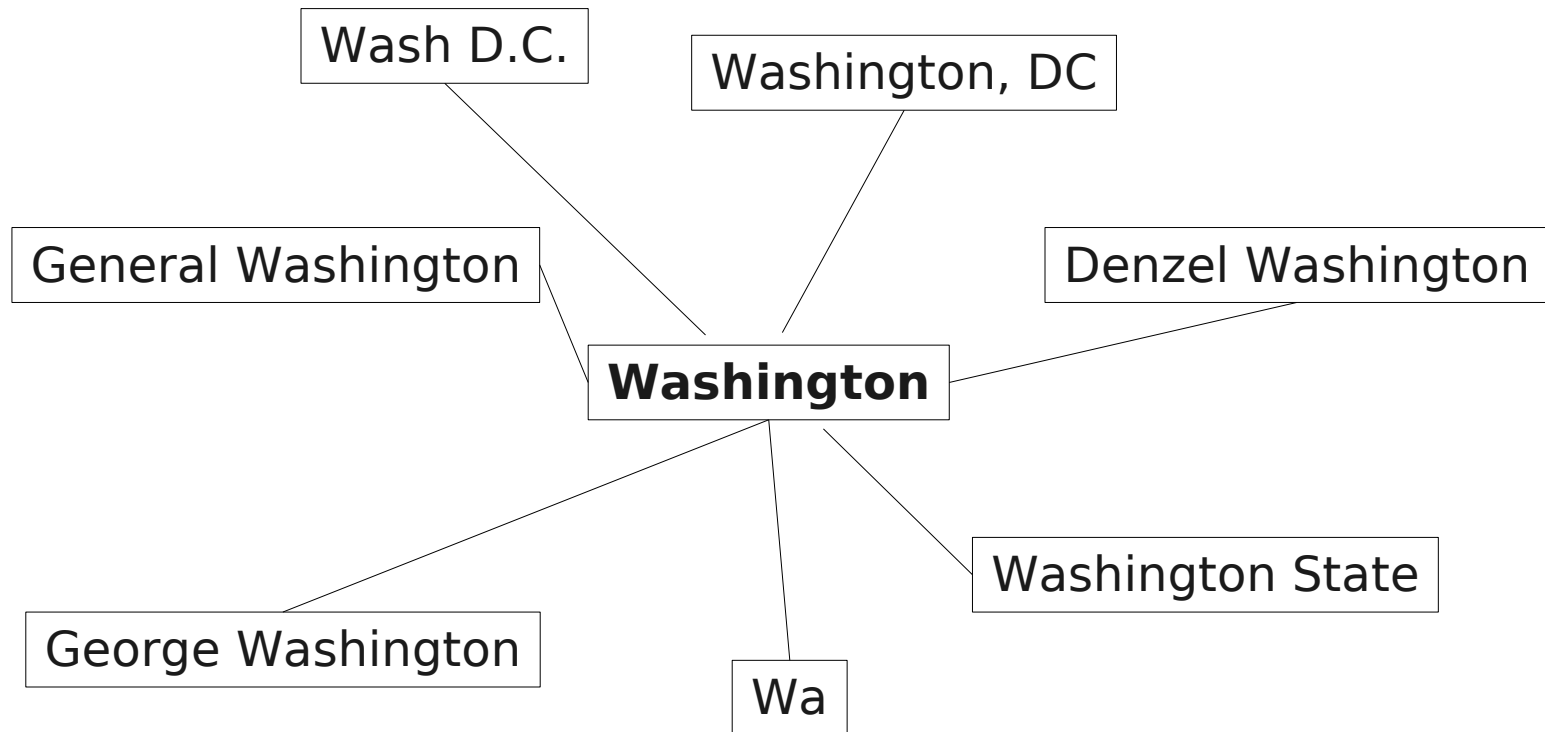 Wash D.C.
Washington, DC
General Washington
Denzel Washington
Washington
Washington State
George Washington
Wa